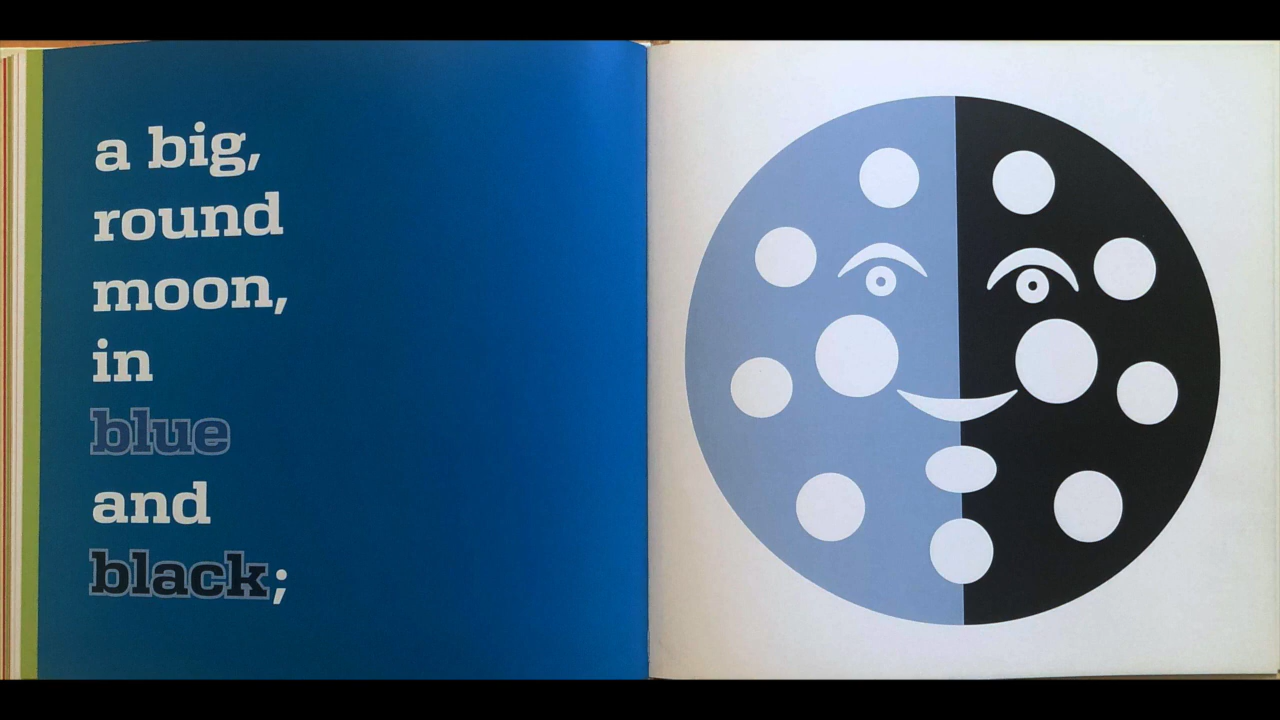 a big,
round
moon,
in
blue
and
black;